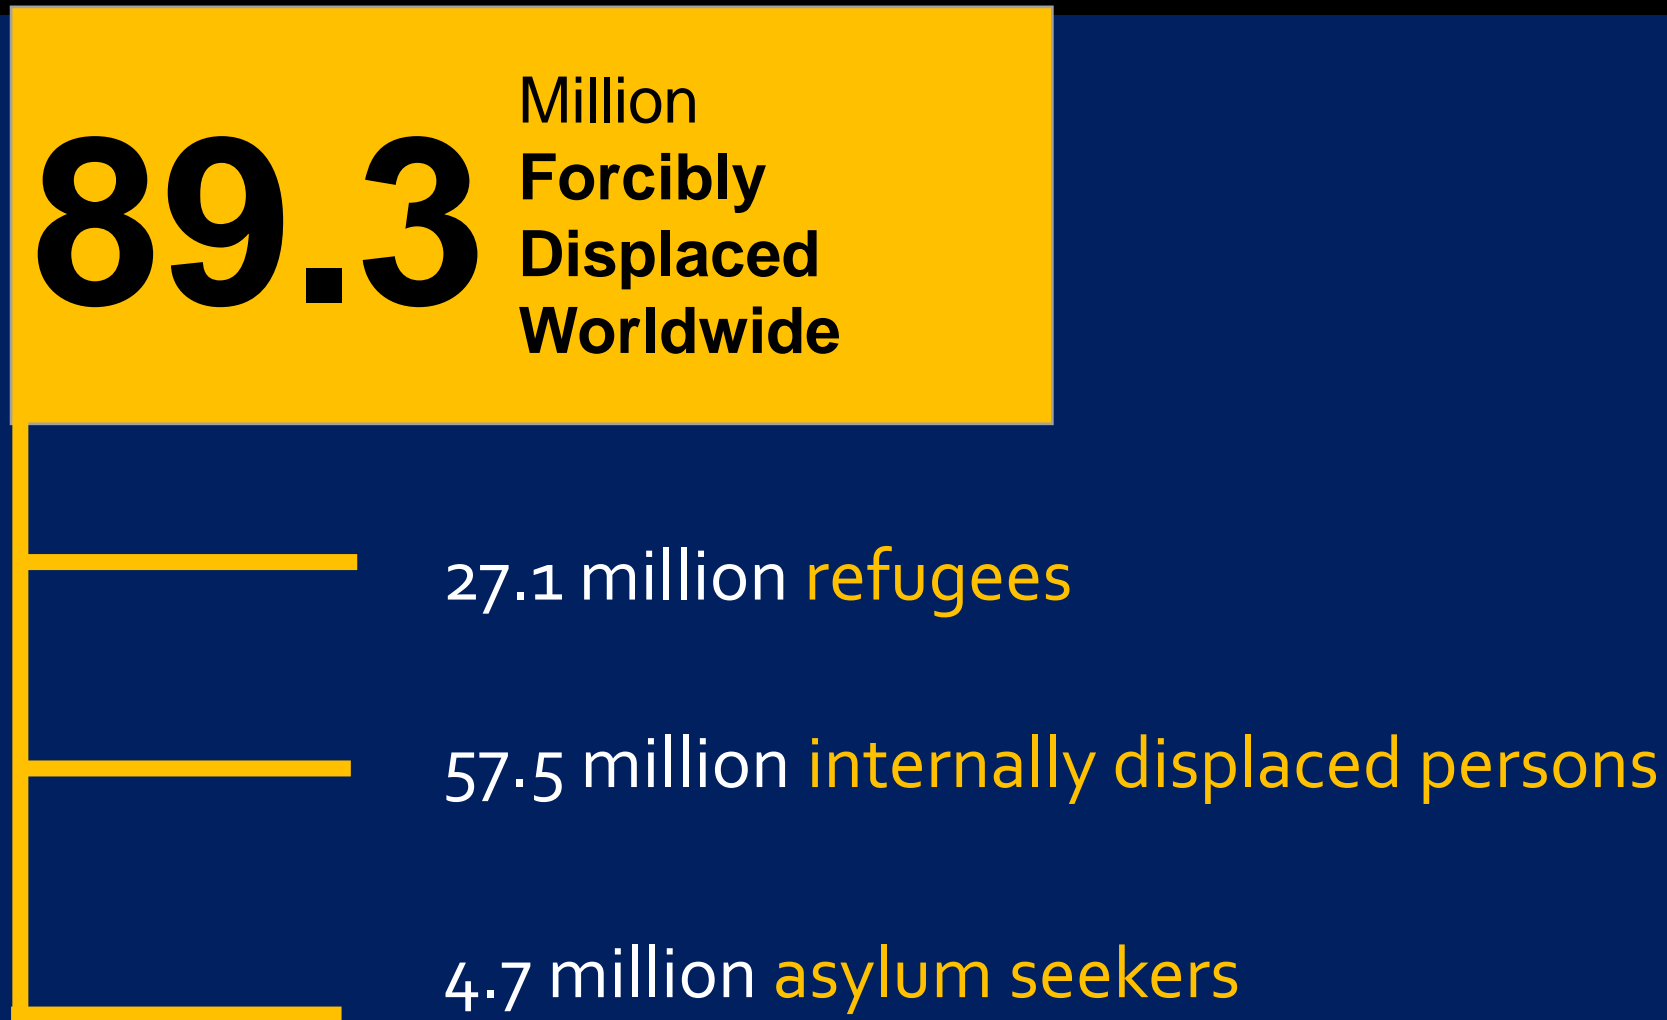 89.3
Million
Forcibly
Displaced
Worldwide
27.1 million refugees
57.5 million internally displaced persons
4.7 million asylum seekers